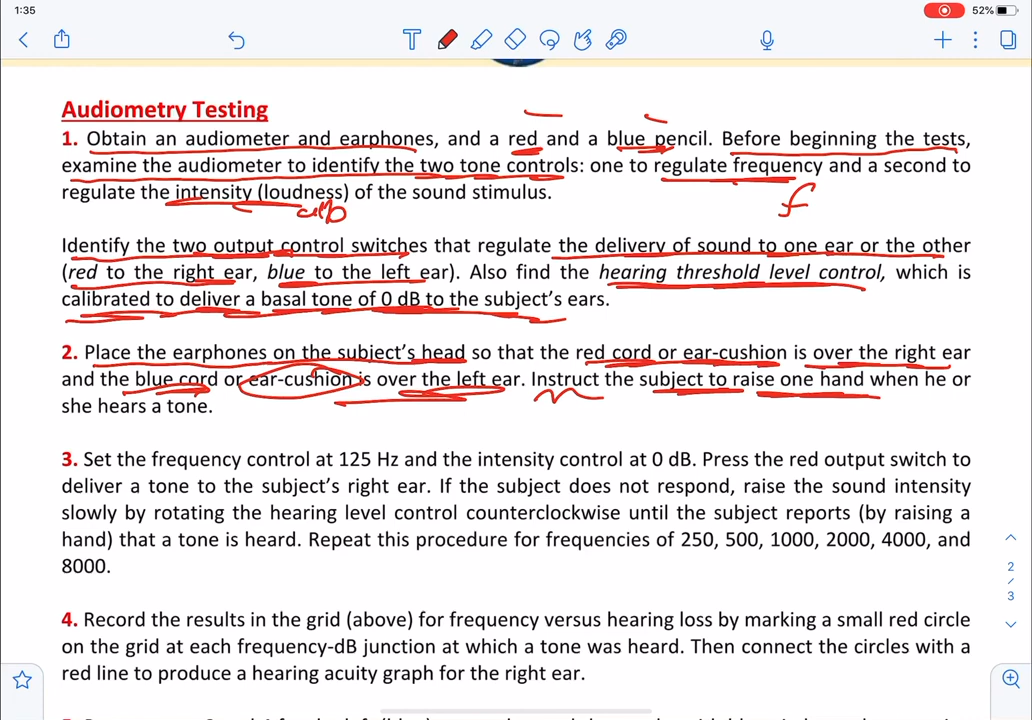 1:35
52%
T
Audiometry Testing
1. Obtain an audiometer and earphones, and a red and a blue pencil. Before beginning the tests,
examine the audiometer to identify the two tone controls: one to regulate frequency and a second to
regulate the intensity (loudness) of the sound stimulus.
f
Identify the two output control switches that regulate the delivery of sound to one ear or the other
(red to the right ear, blue to the left ear). Also find the hearing threshold level control, which is
calibrated to deliver a basal tone of 0 dB to the subject's ears.
2. Place the earphones on the subject's head so that the red cord or ear-cushion is over the right ear
and the blue cord or ear-cushion is over the left ear. Instruct the subject to raise one hand when he or
she hears a tone.
3. Set the frequency control at 125 Hz and the intensity control at 0 dB. Press the red output switch to
deliver a tone to the subject's right ear. If the subject does not respond, raise the sound intensity
slowly by rotating the hearing level control counterclockwise until the subject reports (by raising a
hand) that a tone is heard. Repeat this procedure for frequencies of 250, 500, 1000, 2000, 4000, and
8000.
2
/
3
4. Record the results in the grid (above) for frequency versus hearing loss by marking a small red circle
on the grid at each frequency-dB junction at which a tone was heard. Then connect the circles with a
red line to produce a hearing acuity graph for the right ear.